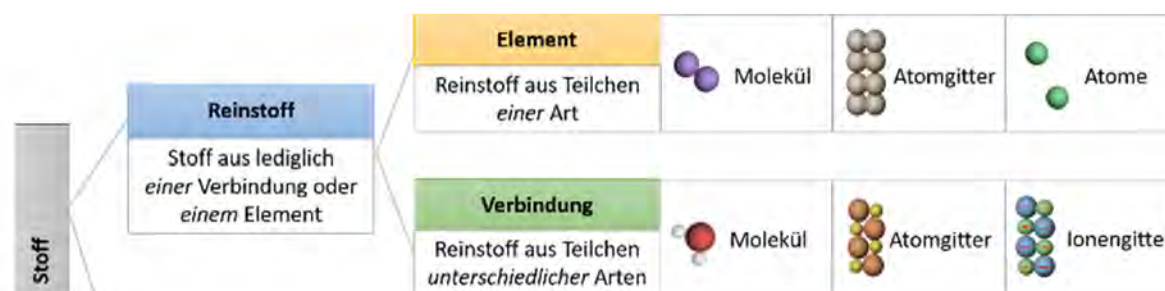 Stoff
Reinstoff
Stoff aus lediglich
einer Verbindung oder
einem Element
Element
Reinstoff aus Teilchen
einer Art
Molekül
Atomgitter
Atome
Verbindung
Reinstoff aus Teilchen
unterschiedlicher Arten
Molekül
Atomgitter
Ionengitte